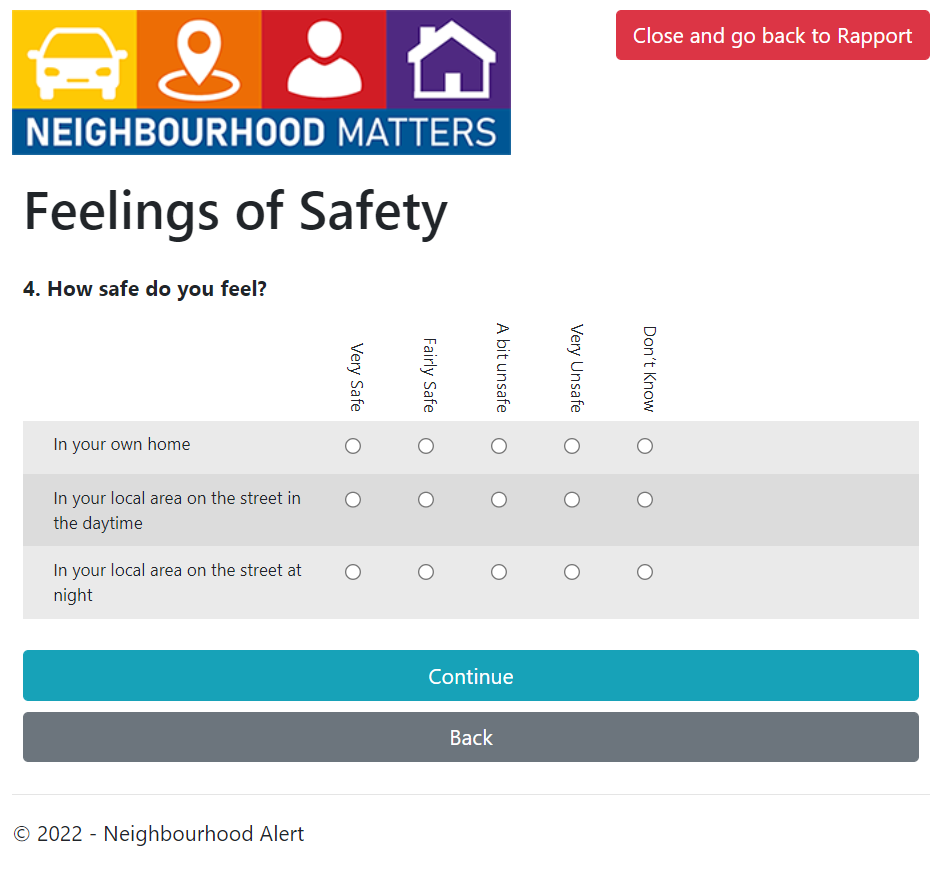 NEIGHBOURHOOD MATTERS
Close and go back to Rapport
Feelings of Safety
4. How safe do you feel?
Very Safe
Fairly Safe
A bit unsafe
Very Unsafe
Don't Know
In your own home
In your local area on the street in
the daytime
In your local area on the street at
night
Continue
Back
© 2022 - Neighbourhood Alert